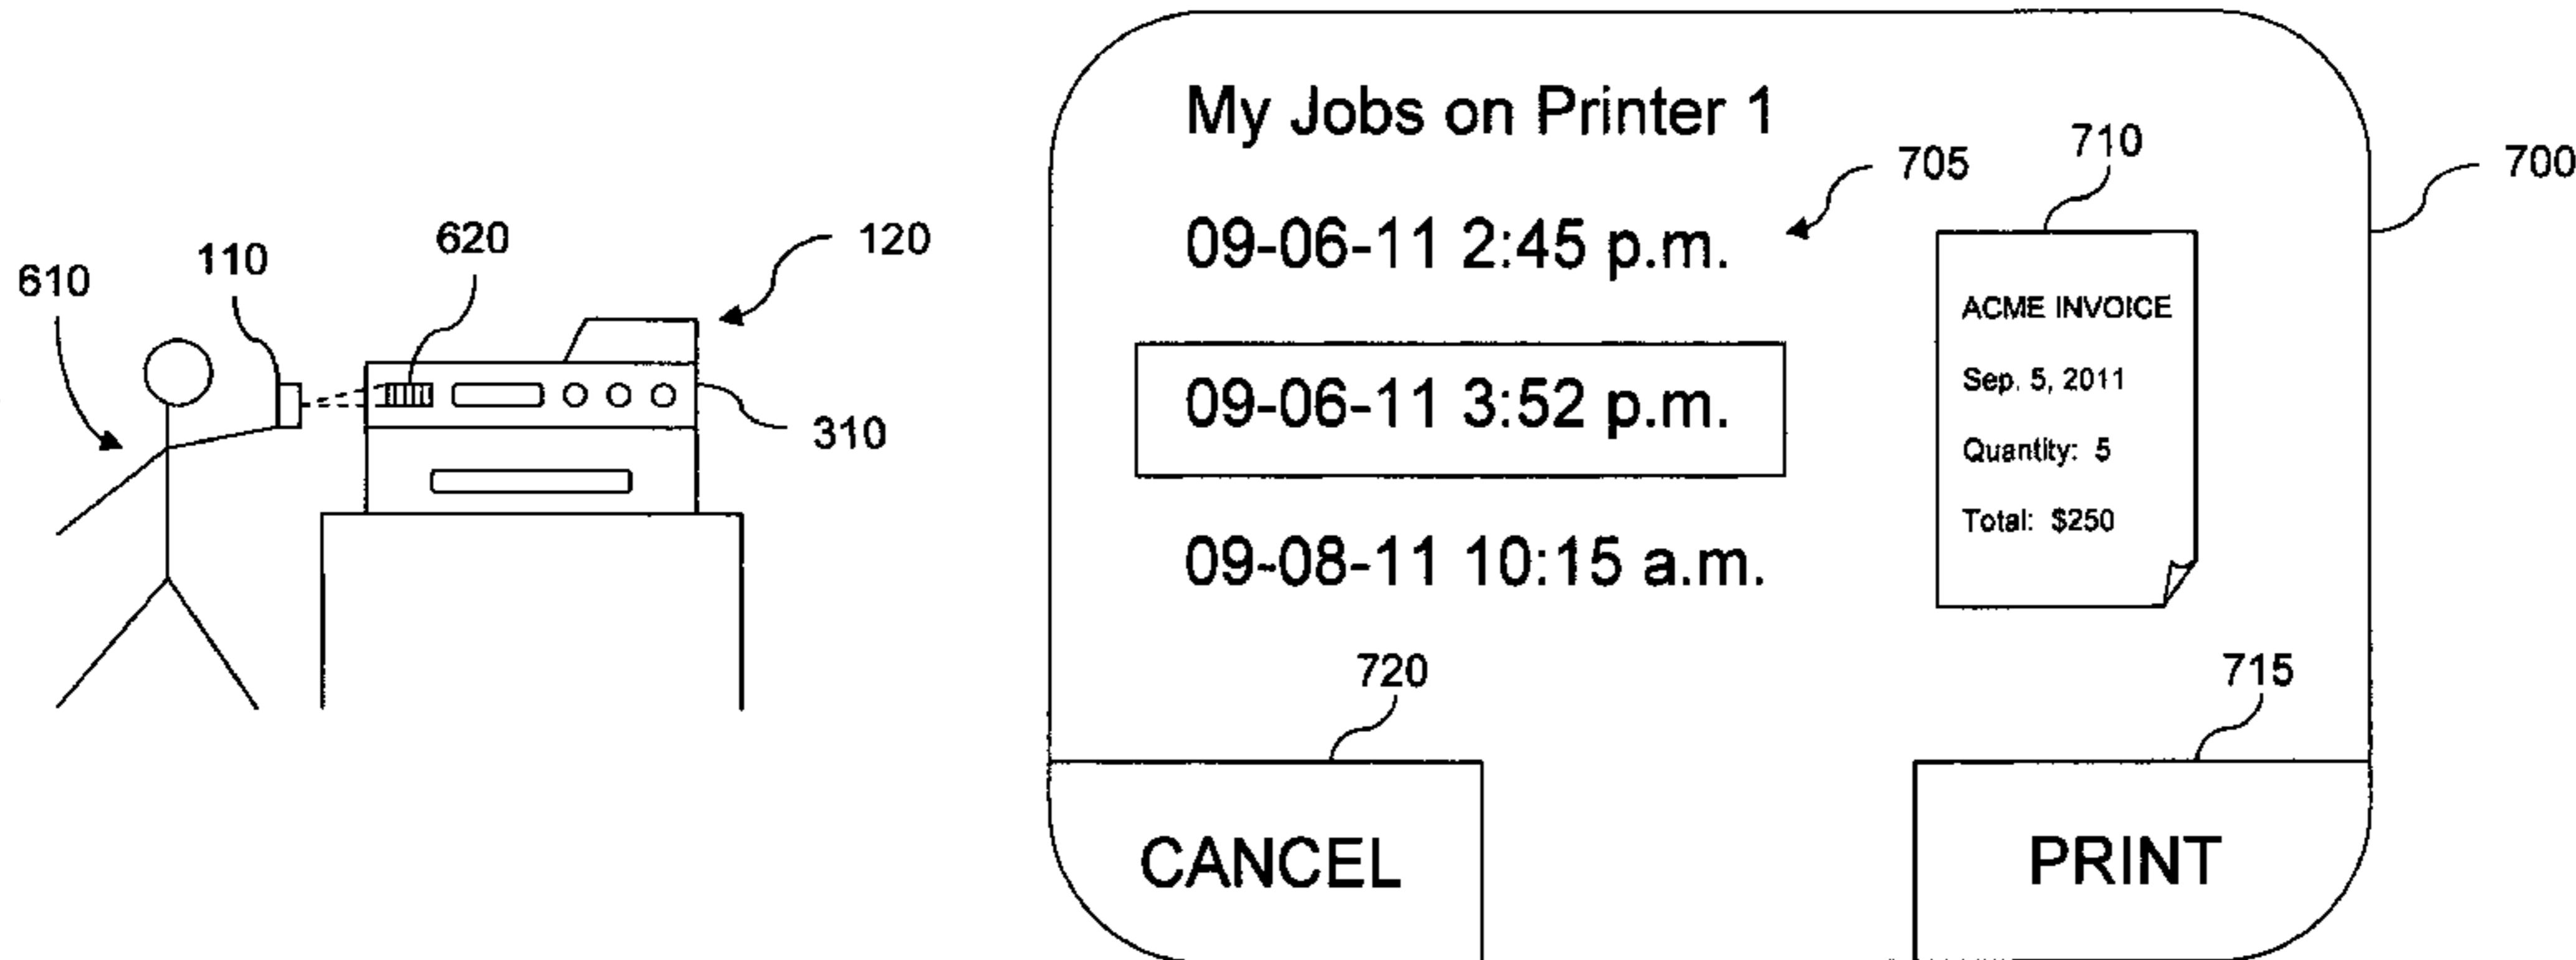 610
110
620
120
310
My Jobs on Printer 1
705
710
700
09-06-11 2:45 p.m.
09-06-11 3:52 p.m.
09-08-11 10:15 a.m.
ACME INVOICE
Sep. 5, 2011
Quantity: 5
Total: $250
720
715
CANCEL
PRINT